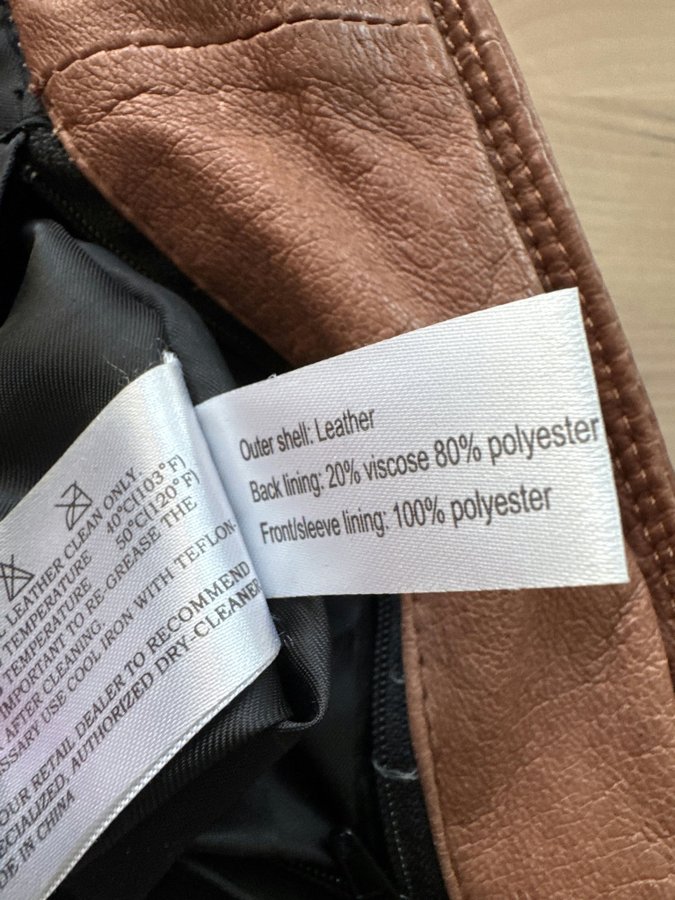 Outer shell: Leather
Back lining: 20% viscose 80% polyester
Front/sleeve lining: 100% polyester
LEATHER CLEAN ONLY.
TEMPERATURE 40°C(103°F)
TEMPERATURE 50°C(120°F)
IMPORTANT TO RE-GREASE THE
AFTER CLEANING.
USE COOL IRON WITH TEFLON-
RETAIL DEALER TO RECOMMEND
AUTHORIZED DRY-CLEANER
IN CHINA